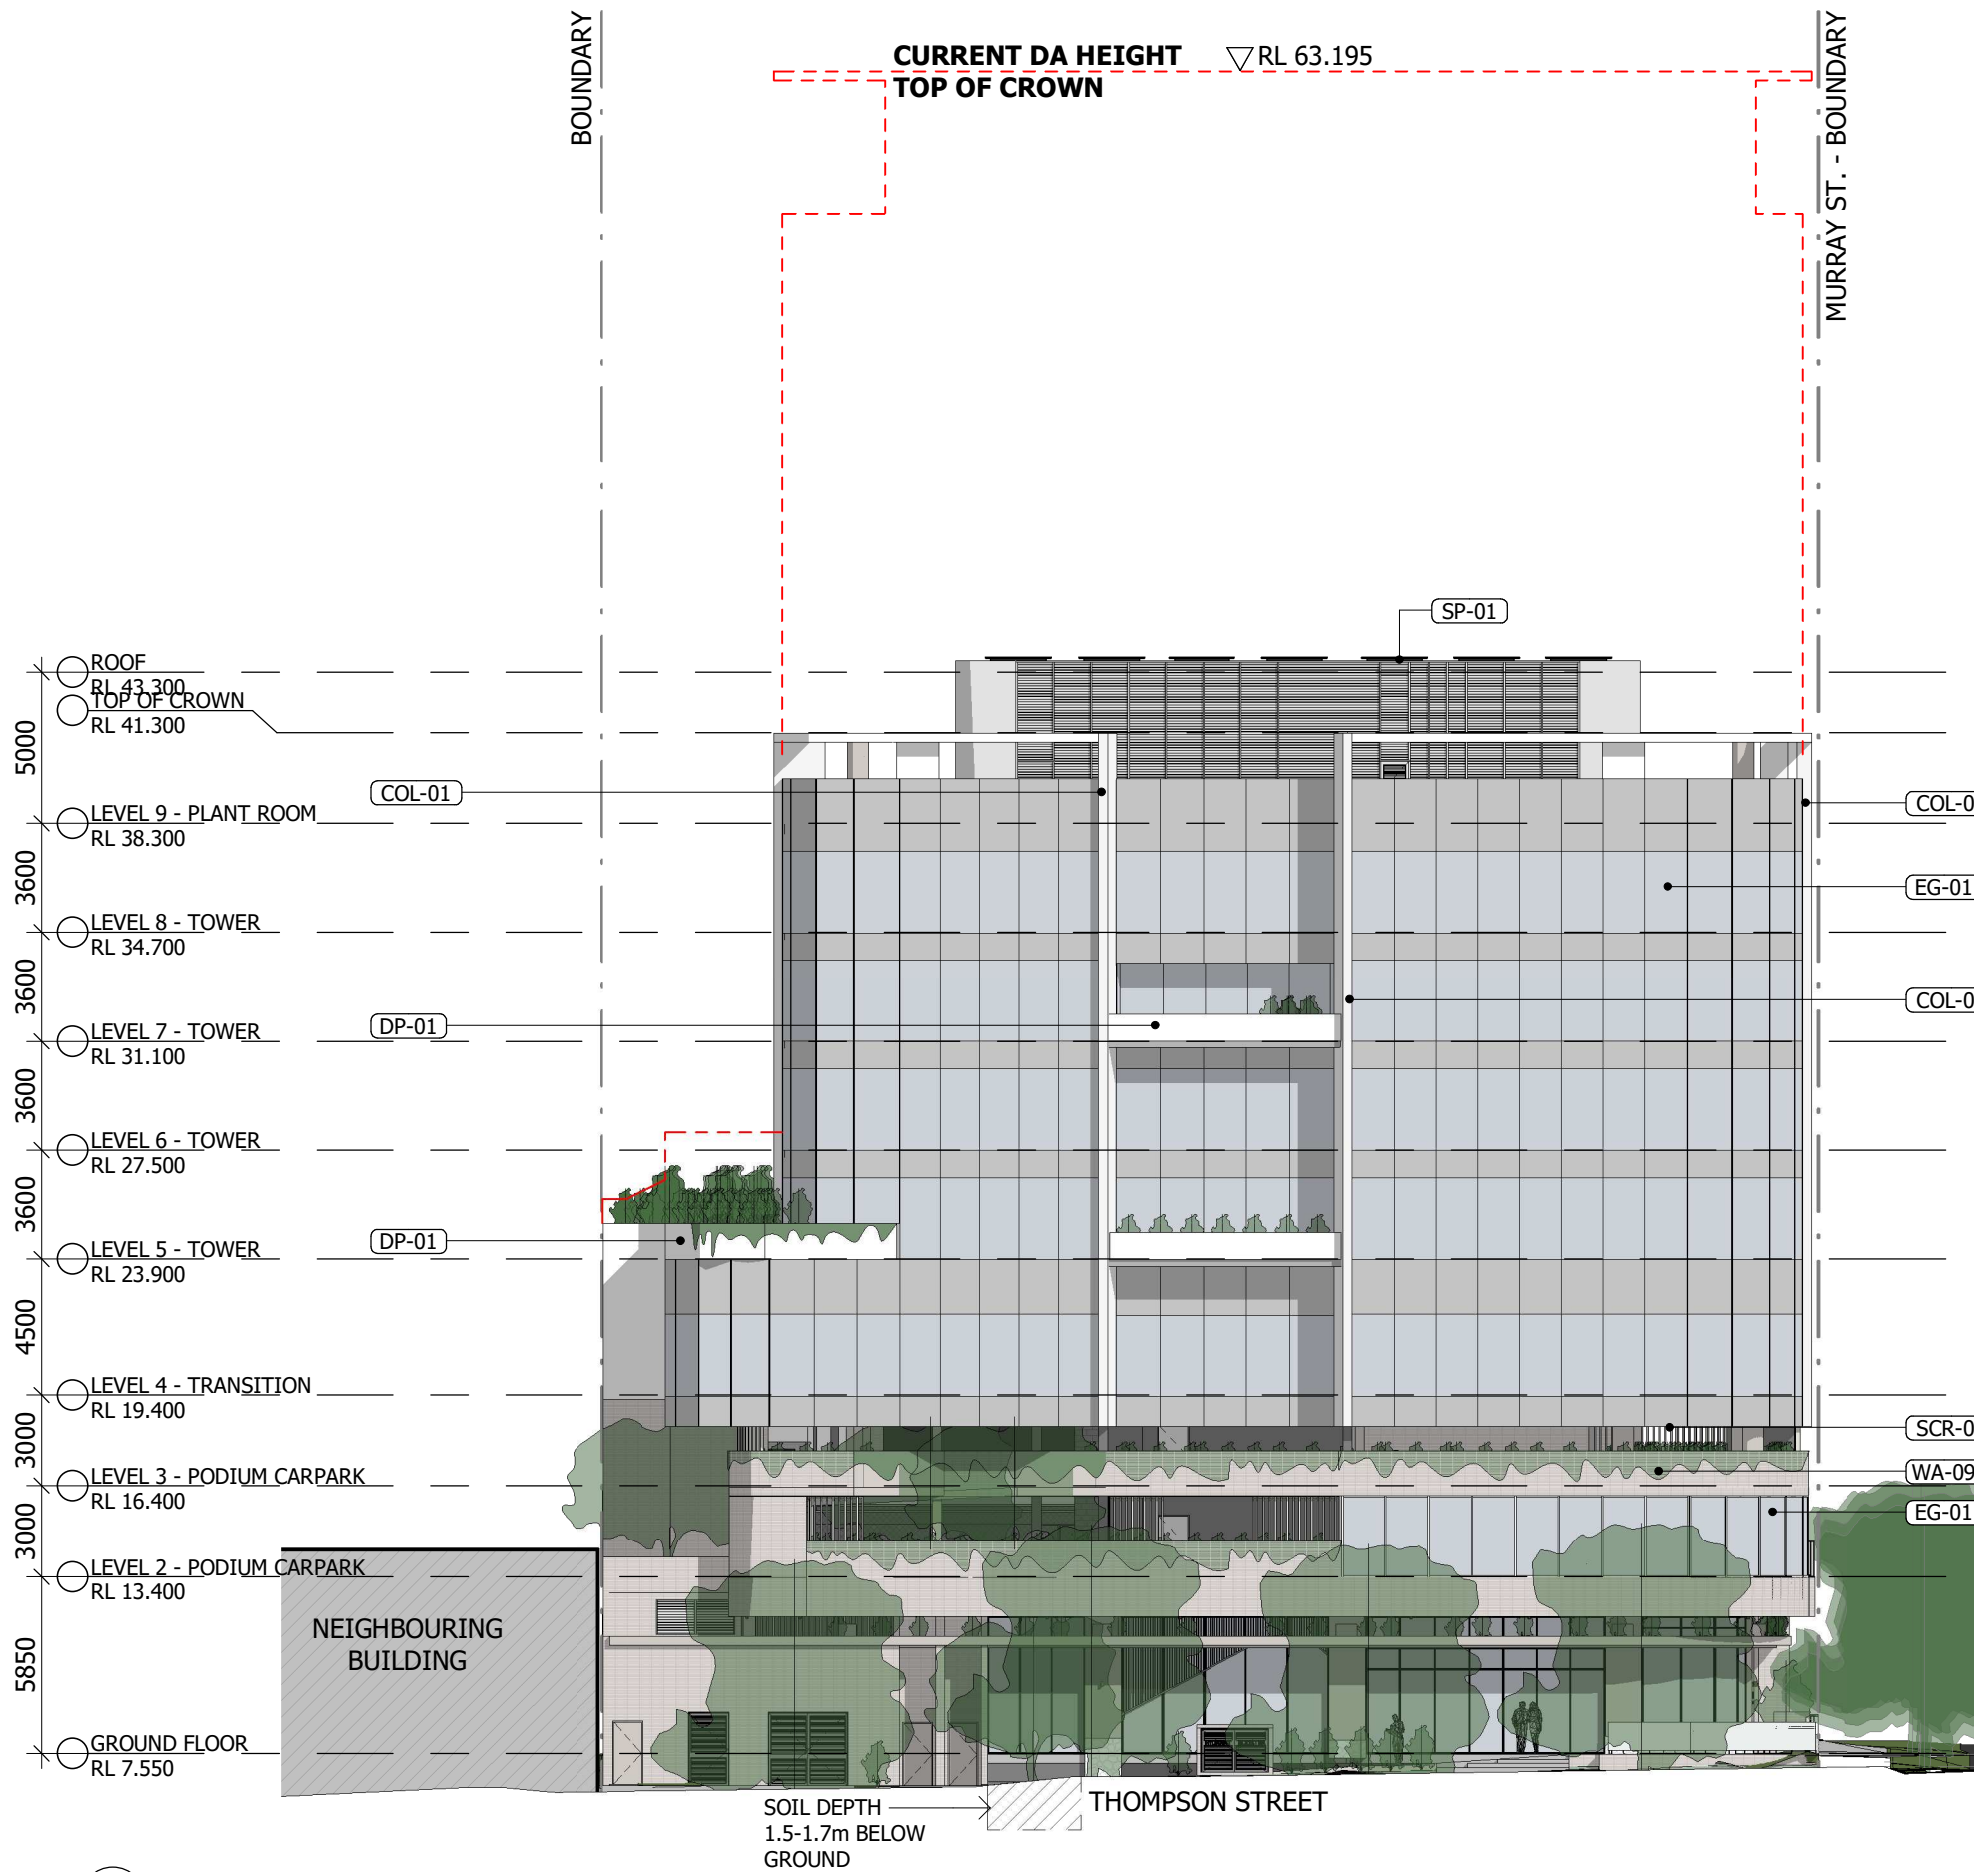 BOUNDARY
CURRENT DA HEIGHT
TOP OF CROWN
RL 63.195
MURRAY ST. - BOUNDARY
SP-01
ROOF
RL 43.300
TOP OF CROWN
RL 41.300
5000
COL-01
COL-0
LEVEL 9 - PLANT ROOM
RL 38.300
3600
EG-01
LEVEL 8 - TOWER
RL 34.700
3600
COL-0
DP-01
LEVEL 7 - TOWER
RL 31.100
3600
LEVEL 6 - TOWER
RL 27.500
3600
DP-01
LEVEL 5 - TOWER
RL 23.900
4500
LEVEL 4 - TRANSITION
RL 19.400
3000
SCR-0
WA-09
LEVEL 3 - PODIUM CARPARK
RL 16.400
EG-01
3000
LEVEL 2 - PODIUM CARPARK
RL 13.400
NEIGHBOURING
BUILDING
5850
GROUND FLOOR
RL 7.550
SOIL DEPTH
1.5-1.7m BELOW
GROUND
THOMPSON STREET